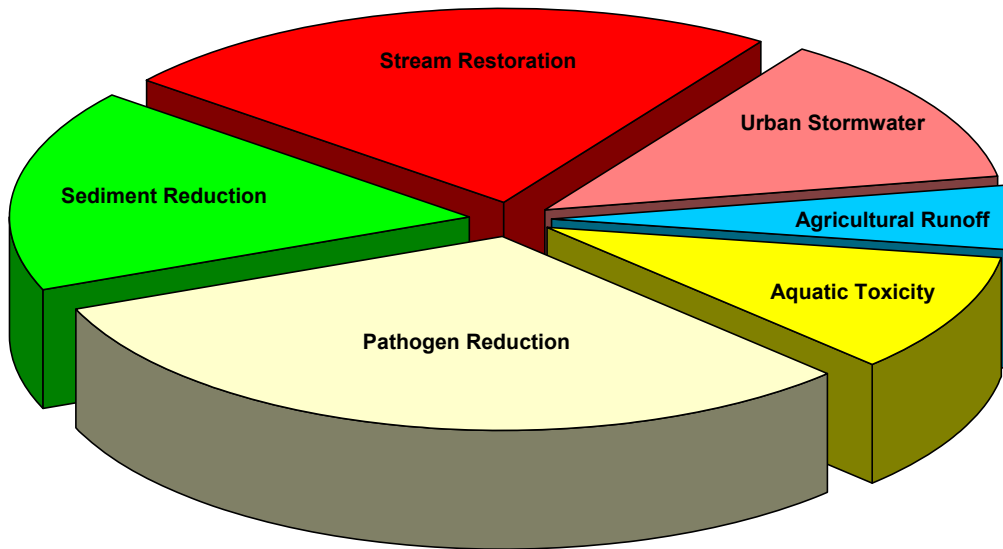 Stream Restoration
Urban Stormwater
Sediment Reduction
Agricultural Runoff
Aquatic Toxicity
Pathogen Reduction